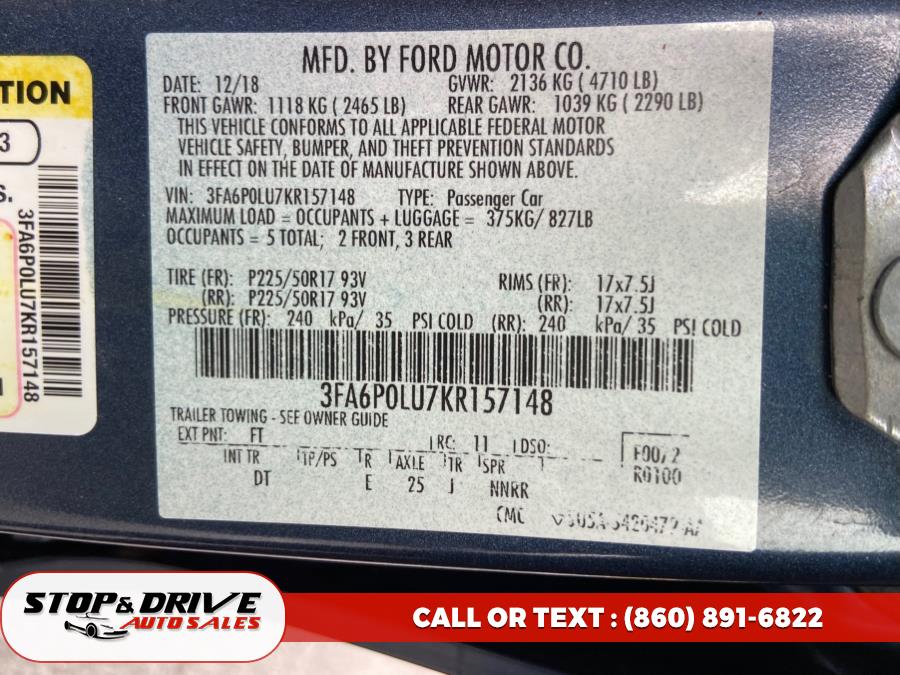 MFD. BY FORD MOTOR CO.
DATE: 12/18 GVWR: 2136 KG ( 4710 LB)
FRONT GAWR: 1118 KG ( 2465 LB) REAR GAWR: 1039 KG ( 2290 LB)
THIS VEHICLE CONFORMS TO ALL APPLICABLE FEDERAL MOTOR
VEHICLE SAFETY, BUMPER, AND THEFT PREVENTION STANDARDS
IN EFFECT ON THE DATE OF MANUFACTURE SHOWN ABOVE.
VIN: 3FA6P0LU7KR157148 TYPE: Passenger Car
MAXIMUM LOAD = OCCUPANTS + LUGGAGE = 375KG/ 827LB
OCCUPANTS = 5 TOTAL; 2 FRONT, 3 REAR
TIRE (FR): P225/50R17 93V RIMS (FR): 17x7.5J
(RR): P225/50R17 93V (RR): 17x7.5J
PRESSURE (FR): 240 kPa/ 35 PSI COLD (RR): 240 kPa/ 35 PSI COLD
3FA6P0LU7KR157148
TRAILER TOWING - SEE OWNER GUIDE
EXT PNT: FT RC: 11 DSO:
INT TR TP/PS R AXLE TR SPR
DT E 25 J NNRR
R0100
CMC
TION
3
S.
3FA6P0LU7KR157148
STOP & DRIVE
AUTO SALES
CALL OR TEXT : (860) 891-6822